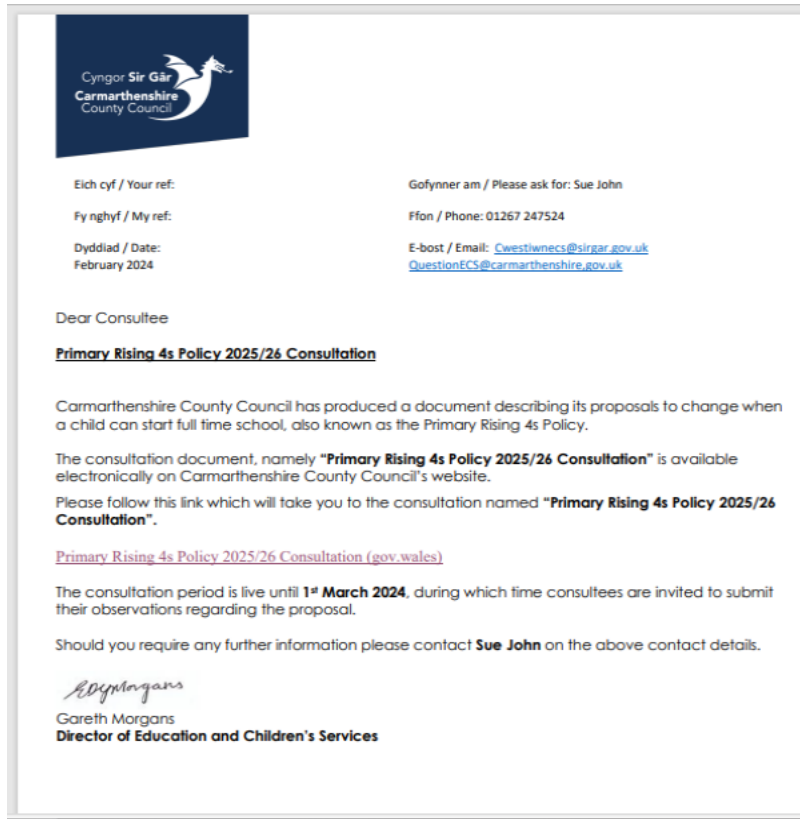 Cyngor Sir Gâr
Carmarthenshire
County Council
Eich cyf / Your ref:
Gofynner am / Please ask for: Sue John
Fy nghyf / My ref:
Ffon / Phone: 01267 247524
Dyddiad / Date:
February 2024
E-bost / Email: Cwestiwnecs@sirgar.gov.uk
QuestionECS@carmarthenshire.gov.uk
Dear Consultee
Primary Rising 4s Policy 2025/26 Consultation
Carmarthenshire County Council has produced a document describing its proposals to change when
a child can start full time school, also known as the Primary Rising 4s Policy.
The consultation document, namely “Primary Rising 4s Policy 2025/26 Consultation” is available
electronically on Carmarthenshire County Council’s website.
Please follow this link which will take you to the consultation named “Primary Rising 4s Policy 2025/26
Consultation”.
Primary Rising 4s Policy 2025/26 Consultation (gov.wales)
The consultation period is live until 1st March 2024, during which time consultees are invited to submit
their observations regarding the proposal.
Should you require any further information please contact Sue John on the above contact details.
Gareth Morgans
Director of Education and Children’s Services